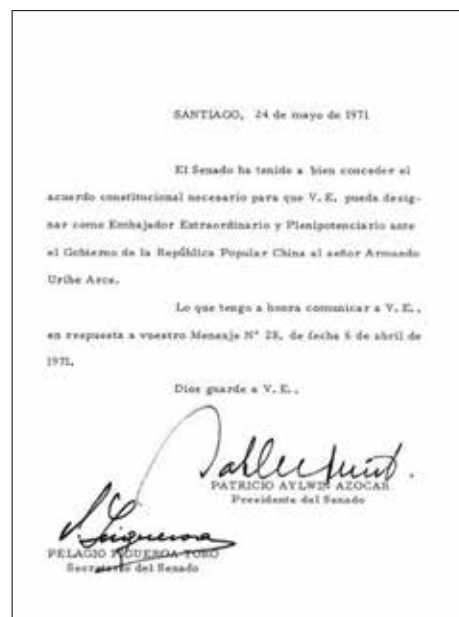 SANTIAGO, 24 de mayo de 1971
El Senado ha tenido a bien conceder el
acuerdo constitucional necesario para que V. E. pueda desig-
nar como Embajador Extraordinario y Plenipotenciario ante
el Gobierno de la República Popular China al señor Armando
Uribe Arce.
Lo que tengo a honra comunicar a V. E.,
en respuesta a vuestro Mensaje N° 28, de fecha 6 de abril de
1971.
Dios guarde a V. E.,
PATRICIO AYLWIN AZOCAR
Presidente del Senado
PELAGIO FIGUEROA TORO
Secretario del Senado